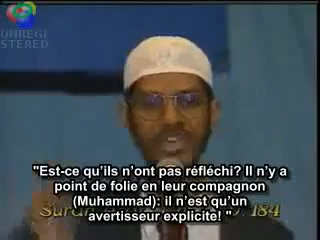 UNREGI
STERED
"Est-ce qu'ils n'ont pas réfléchi? Il n'y a
point de folie en leur compagnon
(Muhammad): il n'est qu'un
avertisseur explicite! "
Surah
184